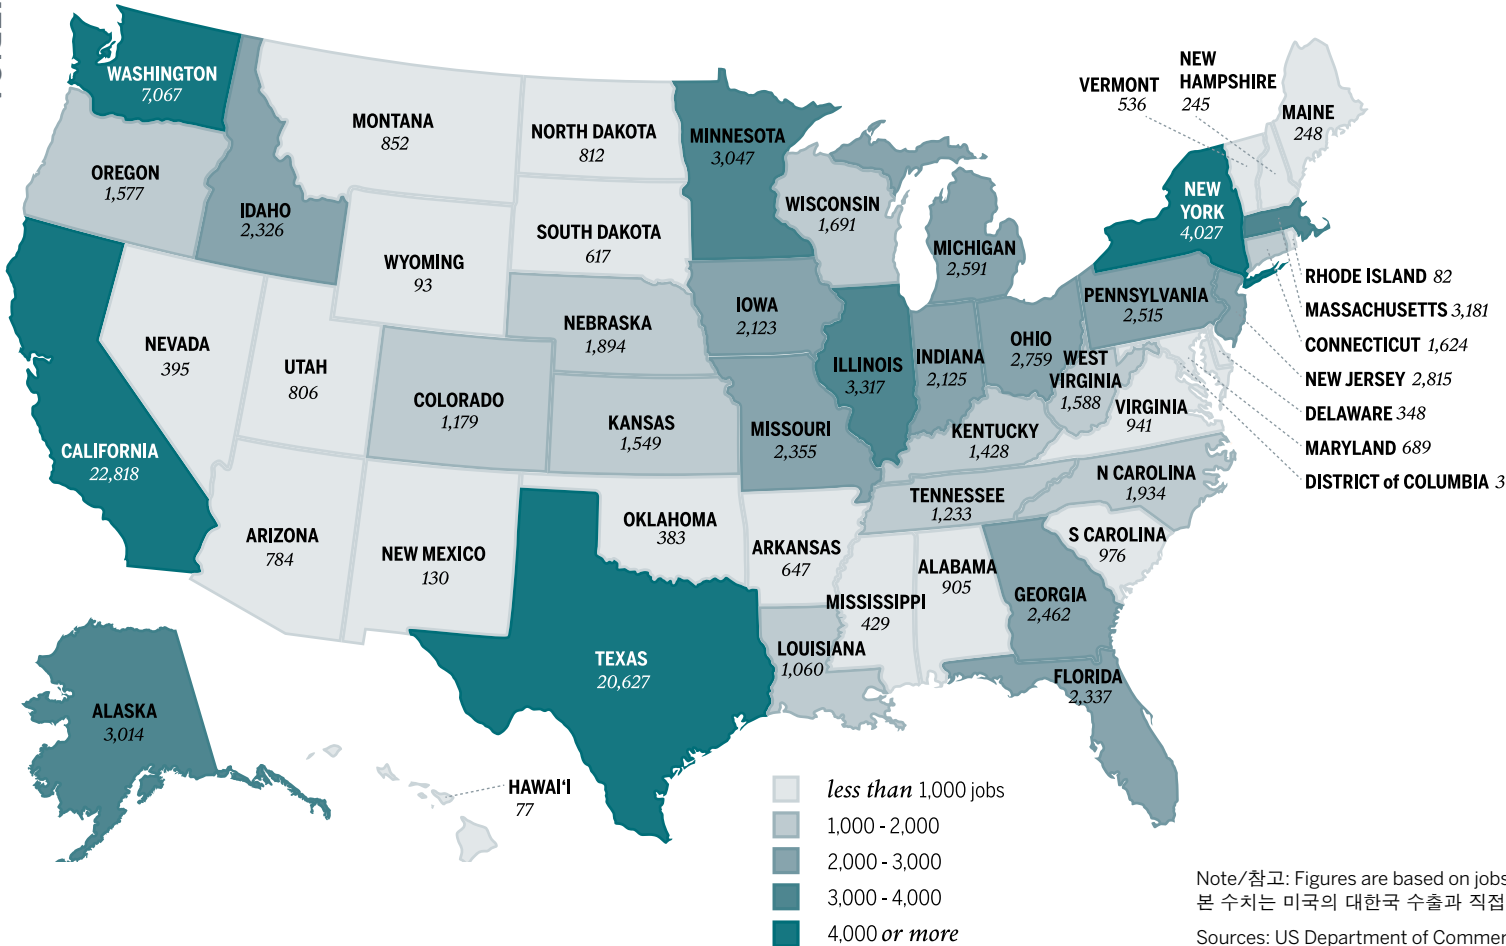 WASHINGTON
7,067
OREGON
1,577
IDAHO
2,326
MONTANA
852
NORTH DAKOTA
812
MINNESOTA
3,047
SOUTH DAKOTA
617
WYOMING
93
WISCONSIN
1,691
MICHIGAN
2,591
VERMONT
536
NEW
HAMPSHIRE
245
MAINE
248
NEW
YORK
4,027
RHODE ISLAND 82
MASSACHUSETTS 3,181
CONNECTICUT 1,624
NEW JERSEY 2,815
DELAWARE 348
MARYLAND 689
DISTRICT of COLUMBIA 3
PENNSYLVANIA
2,515
NEVADA
395
UTAH
806
COLORADO
1,179
NEBRASKA
1,894
IOWA
2,123
ILLINOIS
3,317
INDIANA
2,125
OHIO
2,759
WEST
VIRGINIA
1,588
VIRGINIA
941
KENTUCKY
1,428
KANSAS
1,549
MISSOURI
2,355
CALIFORNIA
22,818
ARIZONA
784
NEW MEXICO
130
OKLAHOMA
383
ARKANSAS
647
TENNESSEE
1,233
N CAROLINA
1,934
S CAROLINA
976
MISSISSIPPI
429
ALABAMA
905
GEORGIA
2,462
LOUISIANA
1,060
FLORIDA
2,337
TEXAS
20,627
ALASKA
3,014
HAWAI‘I
77
less than 1,000 jobs
1,000 - 2,000
2,000 - 3,000
3,000 - 4,000
4,000 or more
Note/참고: Figures are based on jobs
본 수치는 미국의 대한국 수출과 직접
Sources: US Department of Commer